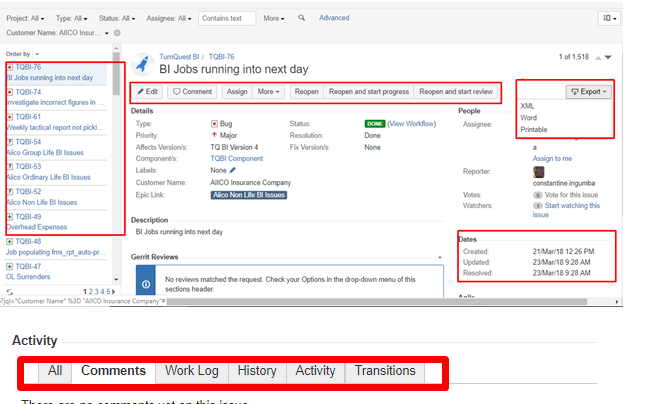 Project: All Type: All Status: All Assignee: All Contains text More Advanced
Customer Name: AIICO Insur...
Order by
TQBI-76
BI Jobs running into next day
TQBI-74
Investigate incorrect figures in ...
TQBI-61
Weekly tactical report not picki...
TQBI-54
Aiico Group Life BI Issues
TQBI-53
Aiico Ordinary Life BI Issues
TQBI-52
Aiico Non Life BI Issues
TQBI-49
Overhead Expenses
TQBI-48
Job populating fms_rpt_auto-pr...
TQBI-47
OL Surrenders
1 2 3 4 5
?jql="Customer Name" %3D "AIICO Insurance Company"#
TurnQuest BI / TQBI-76
BI Jobs running into next day
1 of 1,518
Edit Comment Assign More Reopen Reopen and start progress Reopen and start review
Export
XML
Word
Printable
Details
Type: Bug
Priority: Major
Affects Version/s: TQ BI Version 4
Component/s: TQBI Component
Labels: None
Customer Name: AIICO Insurance Company
Epic Link: Aiico Non Life BI Issues
Status: DONE (View Workflow)
Resolution: Done
Fix Version/s: None
Description
BI Jobs running into next day
Gerrit Reviews
No reviews matched the request. Check your Options in the drop-down menu of this
sections header.
People
Assignee:
a
Assign to me
Reporter:
constantine.ingumba
Votes: 0 Vote for this issue
Watchers: 1 Start watching this
issue
Dates
Created: 21/Mar/18 12:26 PM
Updated: 23/Mar/18 9:28 AM
Resolved: 23/Mar/18 9:28 AM
Activity
All Comments Work Log History Activity Transitions
There are no comments yet on this issue